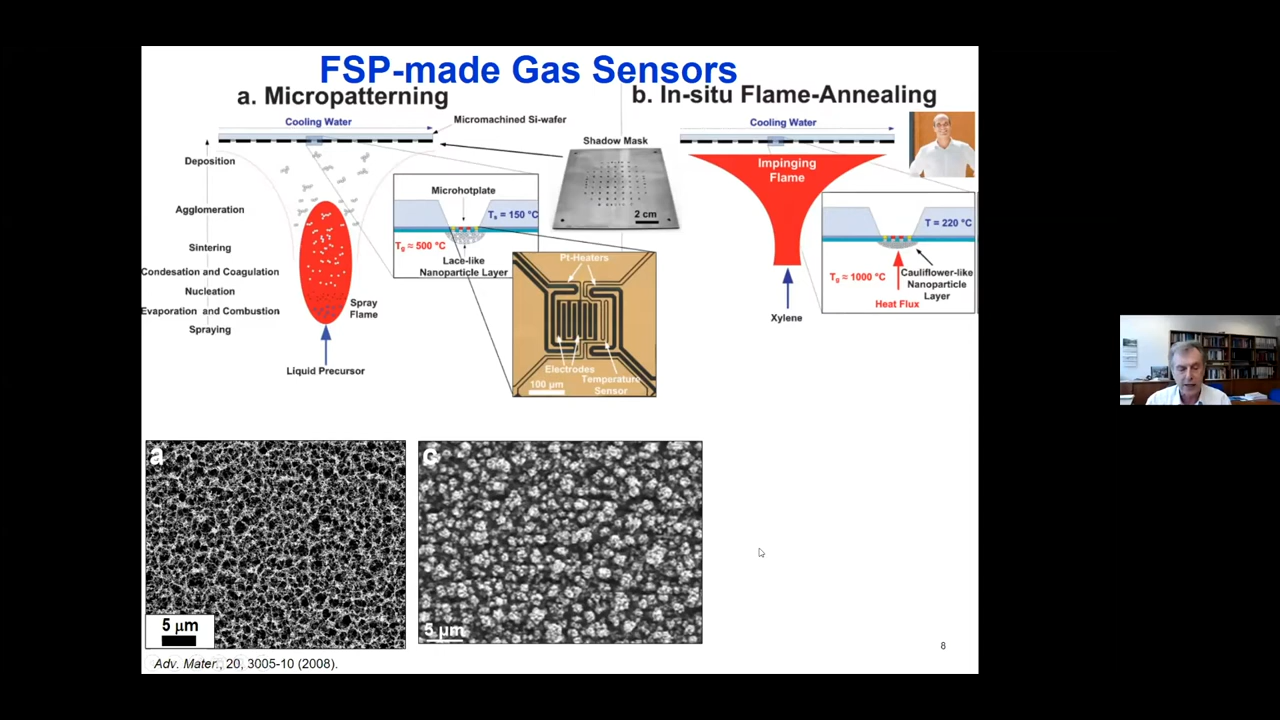 FSP-made Gas Sensors
a. Micropatterning
b. In-situ Flame-Annealing
Cooling Water
Micromachined Si-wafer
Deposition
Agglomeration
Sintering
Condesation and Coagulation
Nucleation
Evaporation and Combustion
Spraying
Spray
Flame
Liquid Precursor
Microhotplate
Ts = 150 °C
Tg ≈ 500 °C
Lace-like
Nanoparticle Layer
Shadow Mask
2 cm
Pt-Heaters
Electrodes
Temperature
Sensor
100 µm
Cooling Water
Impinging
Flame
Xylene
T = 220 °C
Tg ≈ 1000 °C
Cauliflower-like
Nanoparticle
Layer
Heat Flux
a
5 µm
c
5 µm
Adv. Mater., 20, 3005-10 (2008).
8